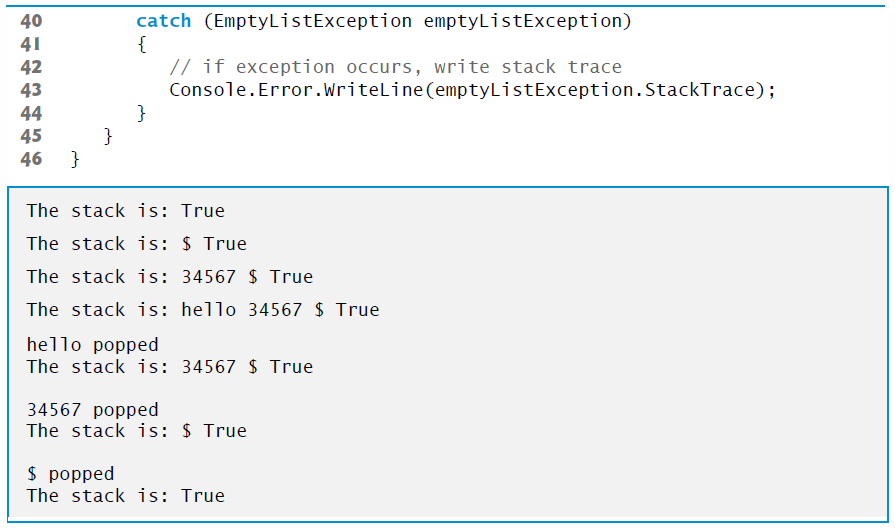 40 catch (EmptyListException emptyListException)
41 {
42 // if exception occurs, write stack trace
43 Console.Error.WriteLine(emptyListException.StackTrace);
44 }
45 }
46 }
The stack is: True
The stack is: $ True
The stack is: 34567 $ True
The stack is: hello 34567 $ True
hello popped
The stack is: 34567 $ True
34567 popped
The stack is: $ True
$ popped
The stack is: True